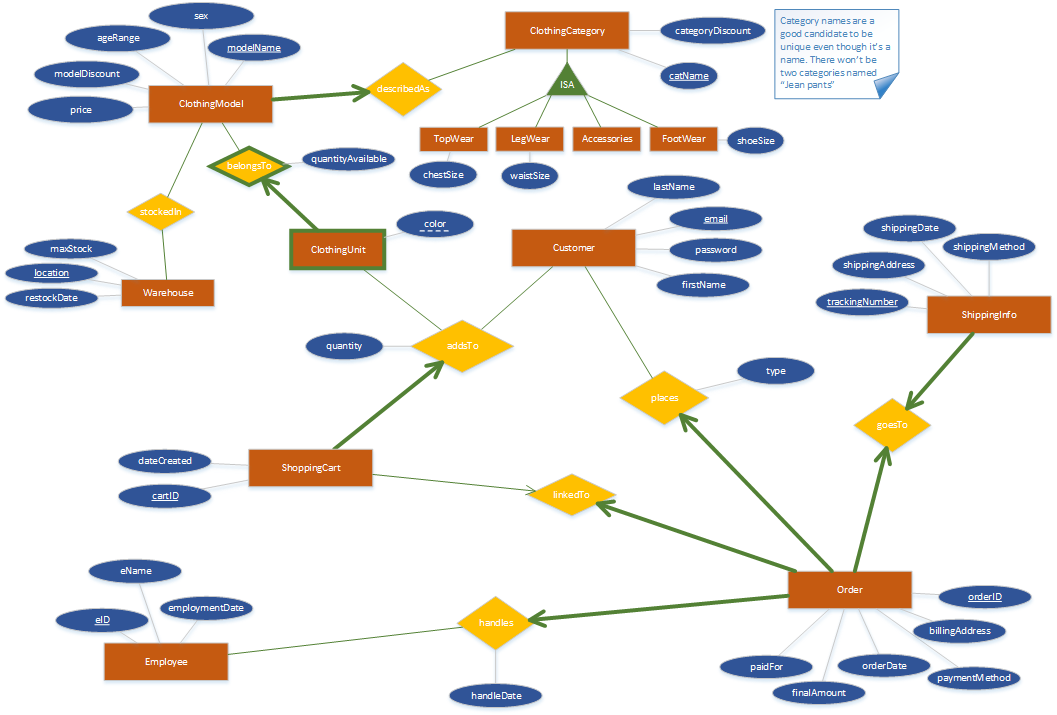 sex
ageRange
modelName
modelDiscount
ClothingModel
price
describedAs
ClothingCategory
categoryDiscount
catName
Category names are a
good candidate to be
unique even though it's a
name. There won't be
two categories named
"Jean pants"
ISA
TopWear
LegWear
Accessories
FootWear
shoeSize
chestSize
waistSize
belongsTo
quantityAvailable
stockedIn
color
ClothingUnit
maxStock
location
restockDate
Warehouse
lastName
email
Customer
password
firstName
shippingDate
shippingMethod
shippingAddress
trackingNumber
ShippingInfo
quantity
addsTo
type
places
goesTo
dateCreated
ShoppingCart
cartID
linkedTo
eName
eID
employmentDate
Employee
handles
handleDate
Order
orderID
billingAddress
paidFor
orderDate
paymentMethod
finalAmount